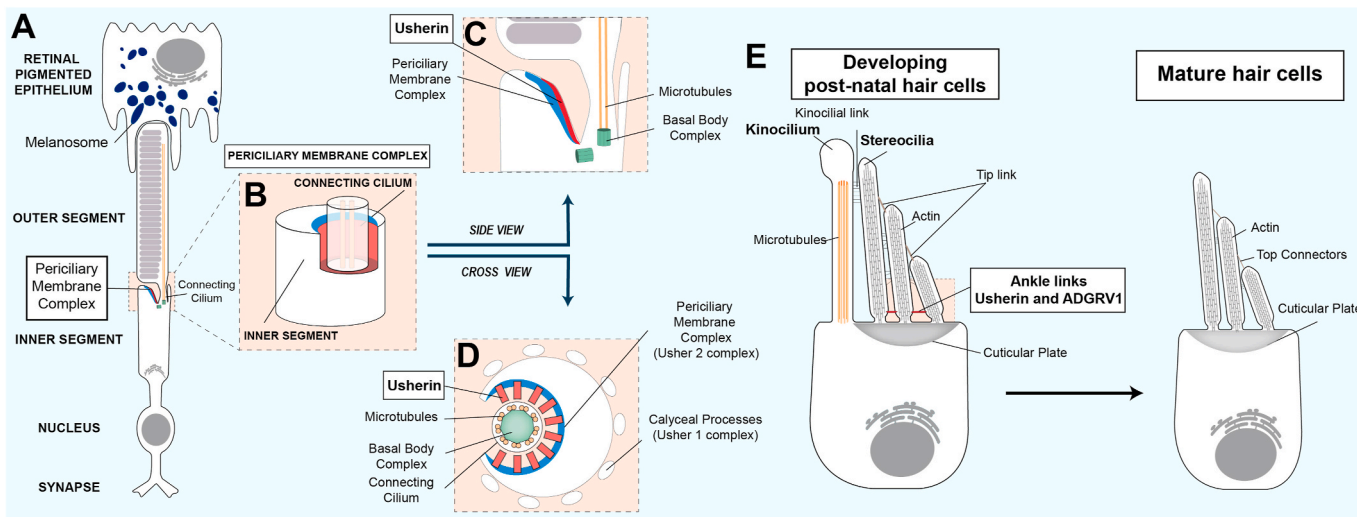 A
RETINAL
PIGMENTED
EPITHELIUM
Melanosome
OUTER SEGMENT
Periciliary
Membrane
Complex
Connecting
Cilium
INNER SEGMENT
NUCLEUS
SYNAPSE
PERICILIARY MEMBRANE COMPLEX
B
CONNECTING CILIUM
INNER SEGMENT
SIDE VIEW
CROSS VIEW
C
Usherin
Periciliary
Membrane
Complex
Microtubules
Basal Body
Complex
D
Usherin
Microtubules
Basal Body
Complex
Connecting
Cilium
Periciliary
Membrane
Complex
(Usher 2 complex)
Calyceal Processes
(Usher 1 complex)
E
Developing
post-natal hair cells
Kinocilial link
Kinocilium
Stereocilia
Tip link
Actin
Microtubules
Ankle links
Usherin and ADGRV1
Cuticular Plate
Mature hair cells
Actin
Top Connectors
Cuticular Plate